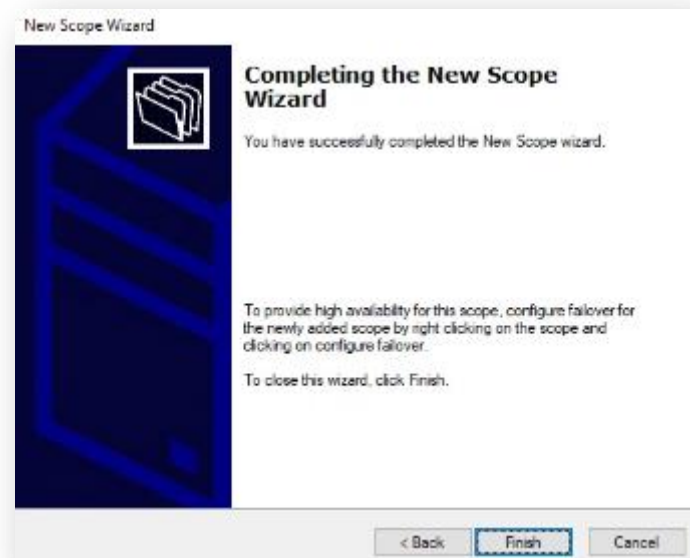 New Scope Wizard
Completing the New Scope
Wizard
You have successfully completed the New Scope wizard.
To provide high availability for this scope, configure failover for
the newly added scope by right clicking on the scope and
clicking on configure failover.
To close this wizard, click Finish.
< Back
Finish
Cancel